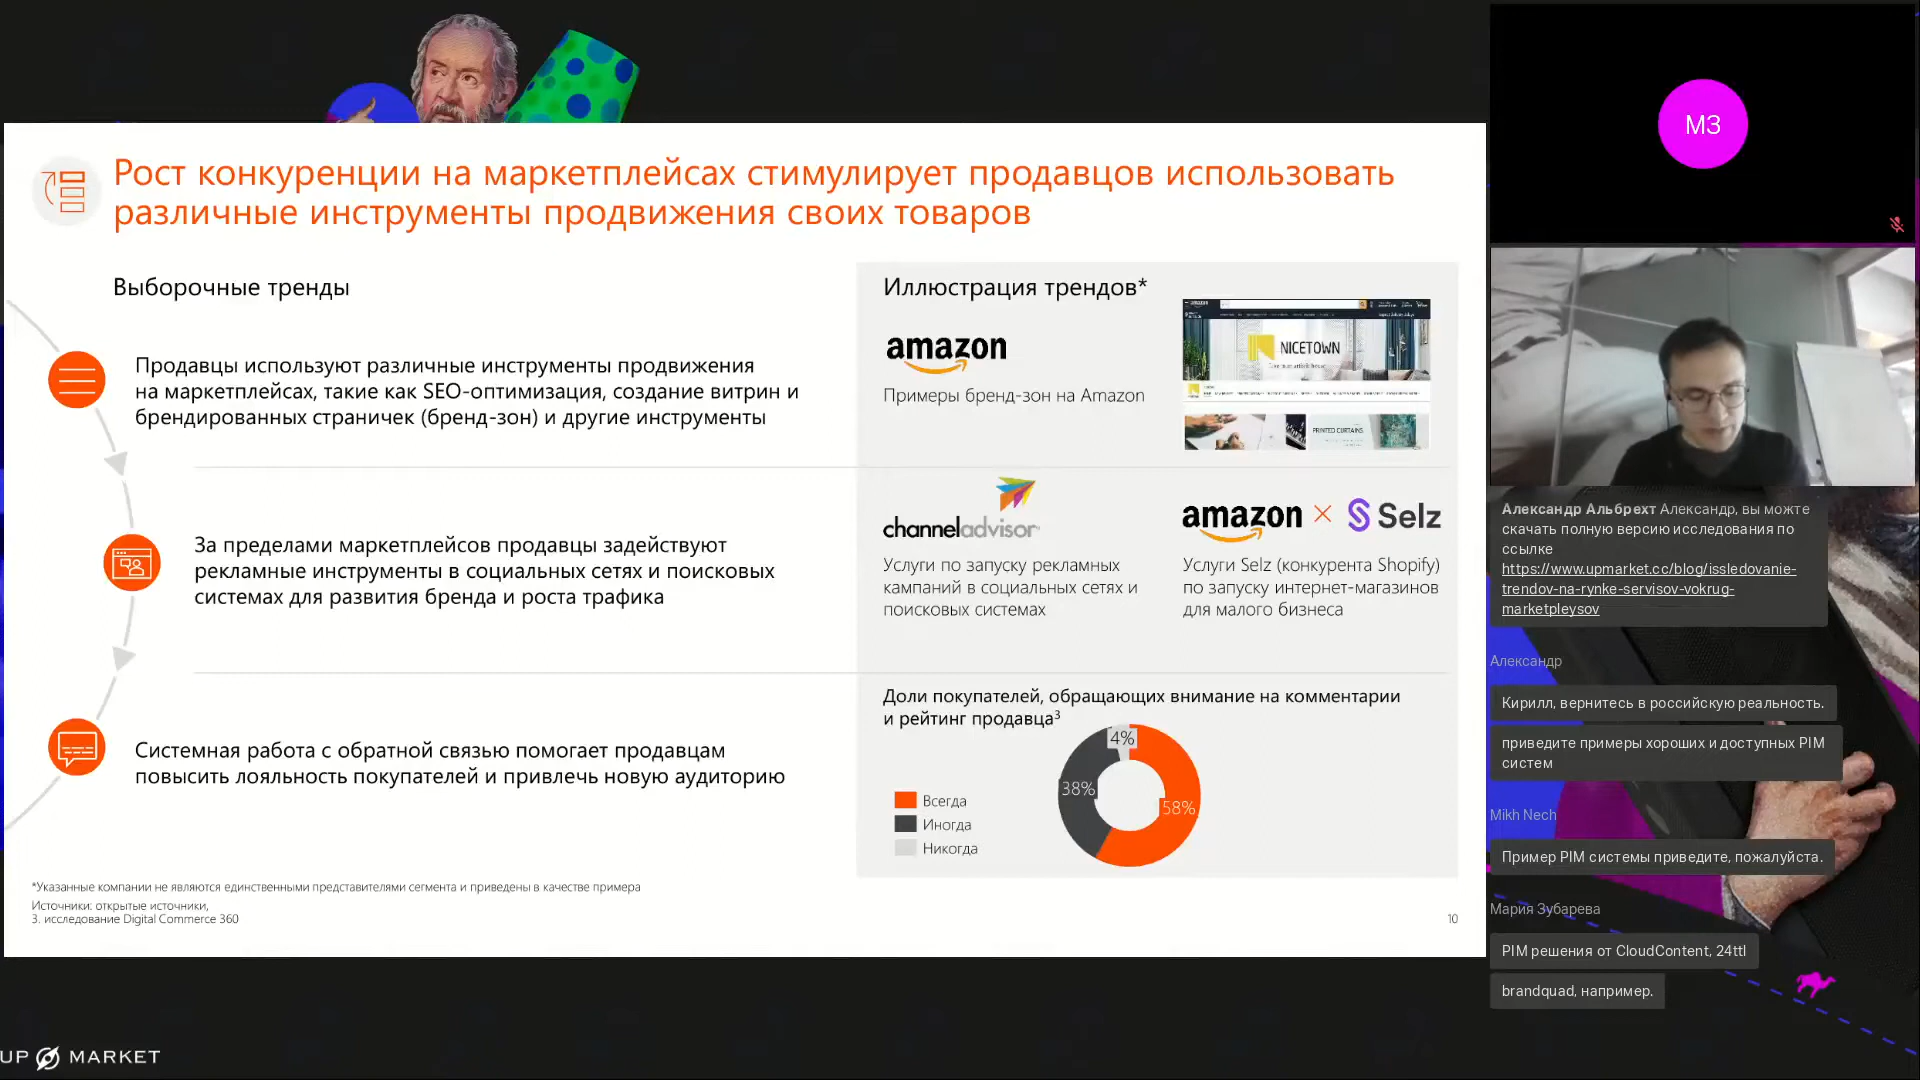 Рост конкуренции на маркетплейсах стимулирует продавцов использовать
различные инструменты продвижения своих товаров
Выборочные тренды
Продавцы используют различные инструменты продвижения
на маркетплейсах, такие как SEO-оптимизация, создание витрин и
брендированных страничек (бренд-зон) и другие инструменты
За пределами маркетплейсов продавцы задействуют
рекламные инструменты в социальных сетях и поисковых
системах для развития бренда и роста трафика
Системная работа с обратной связью помогает продавцам
повысить лояльность покупателей и привлечь новую аудиторию
Иллюстрация трендов*
amazon
Примеры бренд-зон на Amazon
NICETOWN
PRINTED CURTAINS
channeladvisor
Услуги по запуску рекламных
кампаний в социальных сетях и
поисковых системах
amazon × Selz
Услуги Selz (конкурента Shopify)
по запуску интернет-магазинов
для малого бизнеса
Доли покупателей, обращающих внимание на комментарии
и рейтинг продавца³
4%
38%
58%
Всегда
Иногда
Никогда
*Указанные компании не являются единственными представителями сегмента и приведены в качестве примера
Источники: открытые источники,
3. исследование Digital Commerce 360
10
UP MARKET
МЗ
Александр Альбрехт Александр, вы можте
скачать полную версию исследования по
ссылке
https://www.upmarket.cc/blog/issledovanie-
trendov-na-rynke-servisov-vokrug-
marketpleysov
Александр
Кирилл, вернитесь в российскую реальность.
приведите примеры хороших и доступных PIM
систем
Mikh Nech
Пример PIM системы приведите, пожалуйста.
Мария Зубарева
PIM решения от CloudContent, 24ttl
brandquad, например.